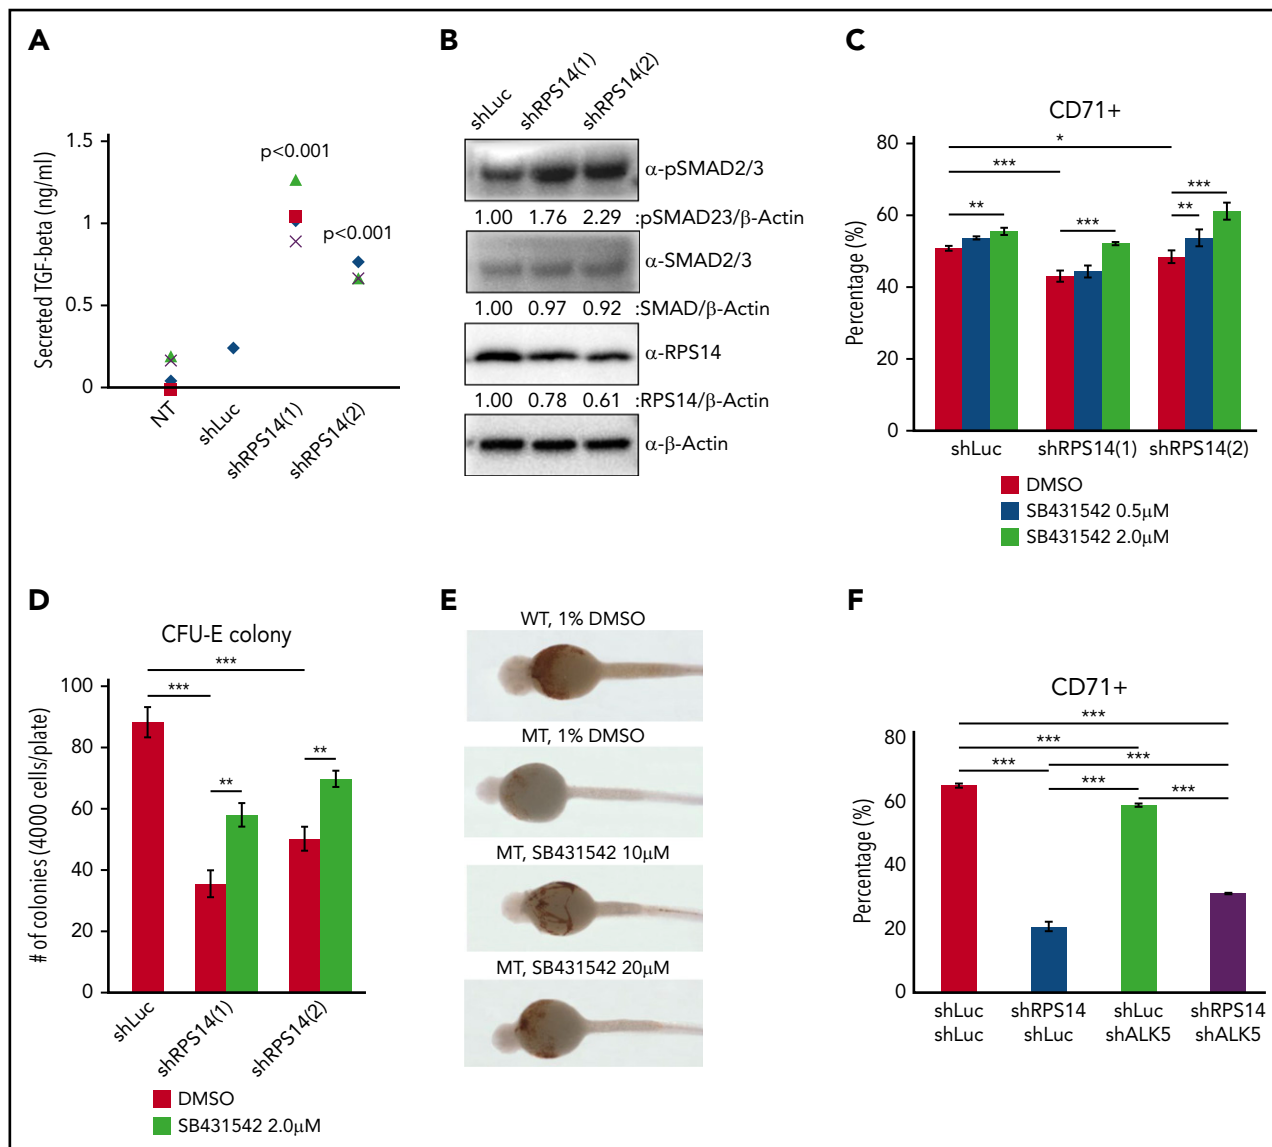 A
Secreted TGF-beta (ng/ml)
1.5
1
0.5
0
p<0.001
p<0.001
NT
shLuc
shRPS14(1)
shRPS14(2)
B
shLuc
shRPS14(1)
shRPS14(2)
α-pSMAD2/3
1.00 1.76 2.29 :pSMAD23/β-Actin
α-SMAD2/3
1.00 0.97 0.92 :SMAD/β-Actin
α-RPS14
1.00 0.78 0.61 :RPS14/β-Actin
α-β-Actin
C
CD71+
Percentage (%)
80
60
40
20
0
*
***
**
***
***
**
shLuc
shRPS14(1)
shRPS14(2)
DMSO
SB431542 0.5μM
SB431542 2.0μM
D
CFU-E colony
# of colonies (4000 cells/plate)
100
80
60
40
20
0
***
***
**
**
shLuc
shRPS14(1)
shRPS14(2)
DMSO
SB431542 2.0μM
E
WT, 1% DMSO
MT, 1% DMSO
MT, SB431542 10μM
MT, SB431542 20μM
F
CD71+
Percentage (%)
80
60
40
20
0
***
***
***
***
***
***
shLuc shRPS14 shLuc shRPS14
shLuc shLuc shALK5 shALK5